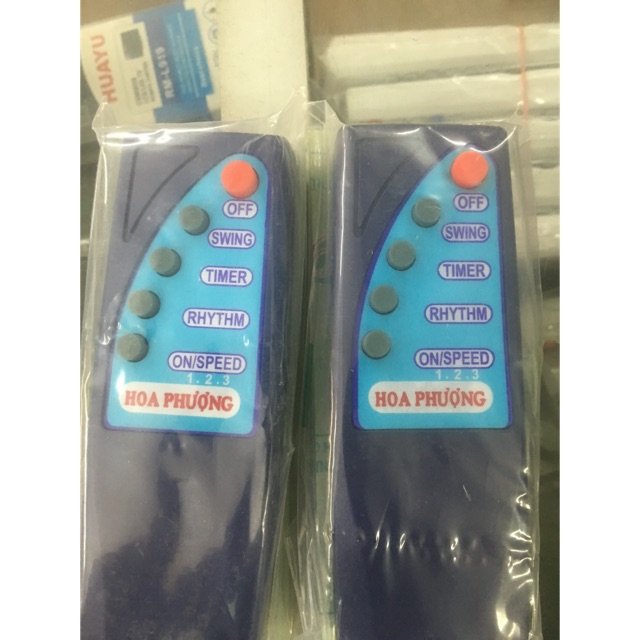 HUAYU
RM-L919
OFF
SWING
TIMER
RHYTHM
ON/SPEED
1.2.3
HOA PHƯỢNG
OFF
SWING
TIMER
RHYTHM
ON/SPEED
1.2.3
HOA PHƯỢNG